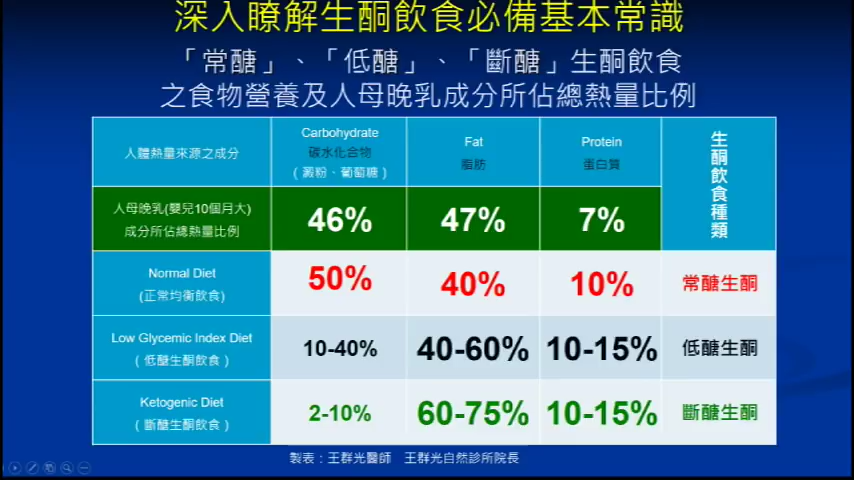 深入瞭解生酮飲食必備基本常識
「常醣」、「低醣」、「斷醣」生酮飲食
之食物營養及人母晚乳成分所佔總熱量比例
人體熱量來源之成分
Carbohydrate
碳水化合物
（澱粉、葡萄糖）
Fat
脂肪
Protein
蛋白質
生酮飲食種類
人母晚乳(嬰兒10個月大)
成分所佔總熱量比例
46%
47%
7%
Normal Diet
(正常均衡飲食)
50%
40%
10%
常醣生酮
Low Glycemic Index Diet
（低醣生酮飲食）
10-40%
40-60%
10-15%
低醣生酮
Ketogenic Diet
（斷醣生酮飲食）
2-10%
60-75%
10-15%
斷醣生酮
製表：王群光醫師　王群光自然診所院長